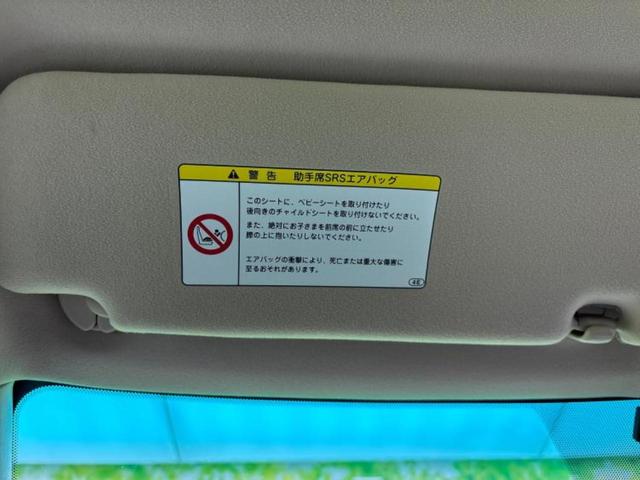 警告 助手席SRSエアバッグ
このシートに、ベビーシートを取り付けたり
後向きのチャイルドシートを取り付けないでください。
また、絶対にお子さまを前席の前に立たせたり
膝の上に抱いたりしないでください。
エアバッグの衝撃により、死亡または重大な傷害に
至るおそれがあります。